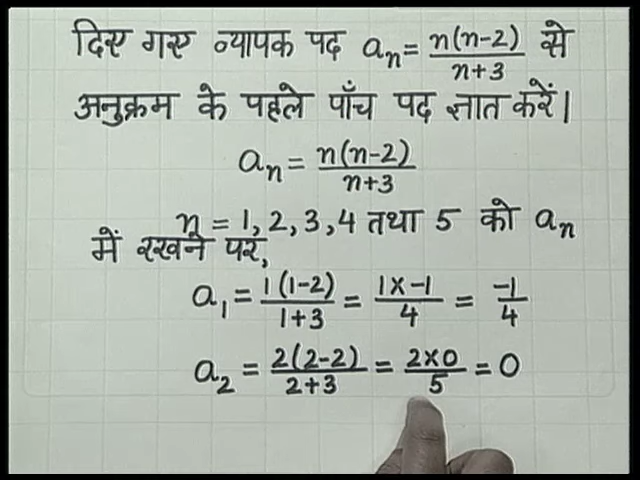 दिए गए व्यापक पद aₙ = n(n-2)/n+3 से
अनुक्रम के पहले पाँच पद ज्ञात करें।
aₙ = n(n-2)/n+3
n = 1, 2, 3, 4 तथा 5 को aₙ
में रखने पर,
a₁ = 1(1-2)/1+3 = 1×-1/4 = -1/4
a₂ = 2(2-2)/2+3 = 2×0/5 = 0